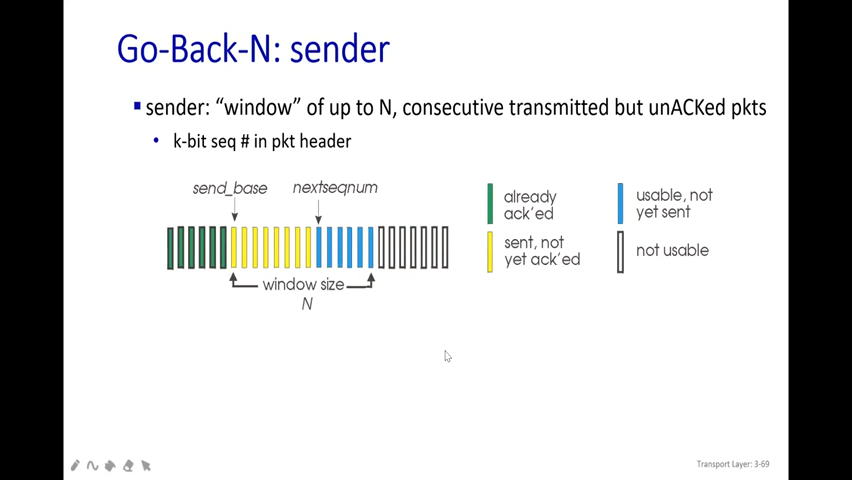 Go-Back-N: sender
sender: “window” of up to N, consecutive transmitted but unACKed pkts
k-bit seq # in pkt header
send_base
nextseqnum
window size
N
already
ack'ed
sent, not
yet ack'ed
usable, not
yet sent
not usable
Transport Layer: 3-69